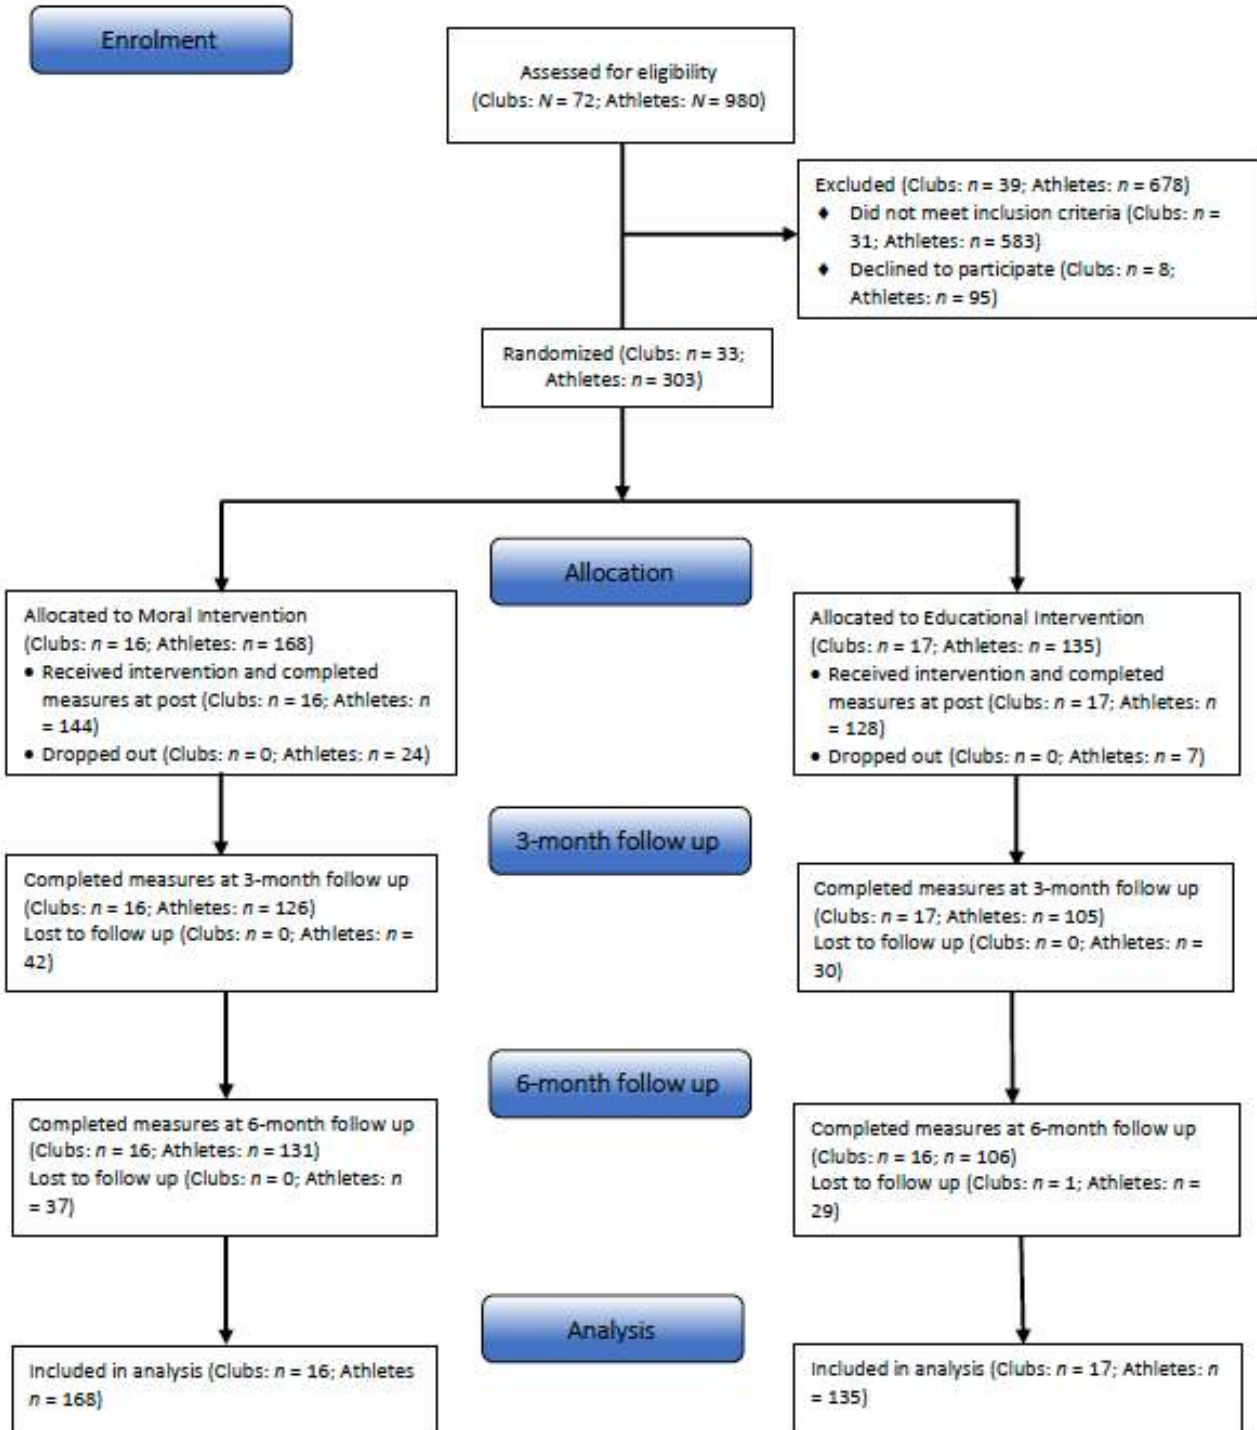 Enrolment
Assessed for eligibility
(Clubs: N = 72; Athletes: N = 980)
Excluded (Clubs: n = 39; Athletes: n = 678)
♦ Did not meet inclusion criteria (Clubs: n =
31; Athletes: n = 583)
♦ Declined to participate (Clubs: n = 8;
Athletes: n = 95)
Randomized (Clubs: n = 33;
Athletes: n = 303)
Allocation
Allocated to Moral Intervention
(Clubs: n = 16; Athletes: n = 168)
• Received intervention and completed
measures at post (Clubs: n = 16; Athletes: n
= 144)
• Dropped out (Clubs: n = 0; Athletes: n = 24)
Allocated to Educational Intervention
(Clubs: n = 17; Athletes: n = 135)
• Received intervention and completed
measures at post (Clubs: n = 17; Athletes: n
= 128)
• Dropped out (Clubs: n = 0; Athletes: n = 7)
3-month follow up
Completed measures at 3-month follow up
(Clubs: n = 16; Athletes: n = 126)
Lost to follow up (Clubs: n = 0; Athletes: n =
42)
Completed measures at 3-month follow up
(Clubs: n = 17; Athletes: n = 105)
Lost to follow up (Clubs: n = 0; Athletes: n =
30)
6-month follow up
Completed measures at 6-month follow up
(Clubs: n = 16; Athletes: n = 131)
Lost to follow up (Clubs: n = 0; Athletes: n
= 37)
Completed measures at 6-month follow up
(Clubs: n = 16; n = 106)
Lost to follow up (Clubs: n = 1; Athletes: n =
29)
Analysis
Included in analysis (Clubs: n = 16; Athletes
n = 168)
Included in analysis (Clubs: n = 17; Athletes: n
= 135)